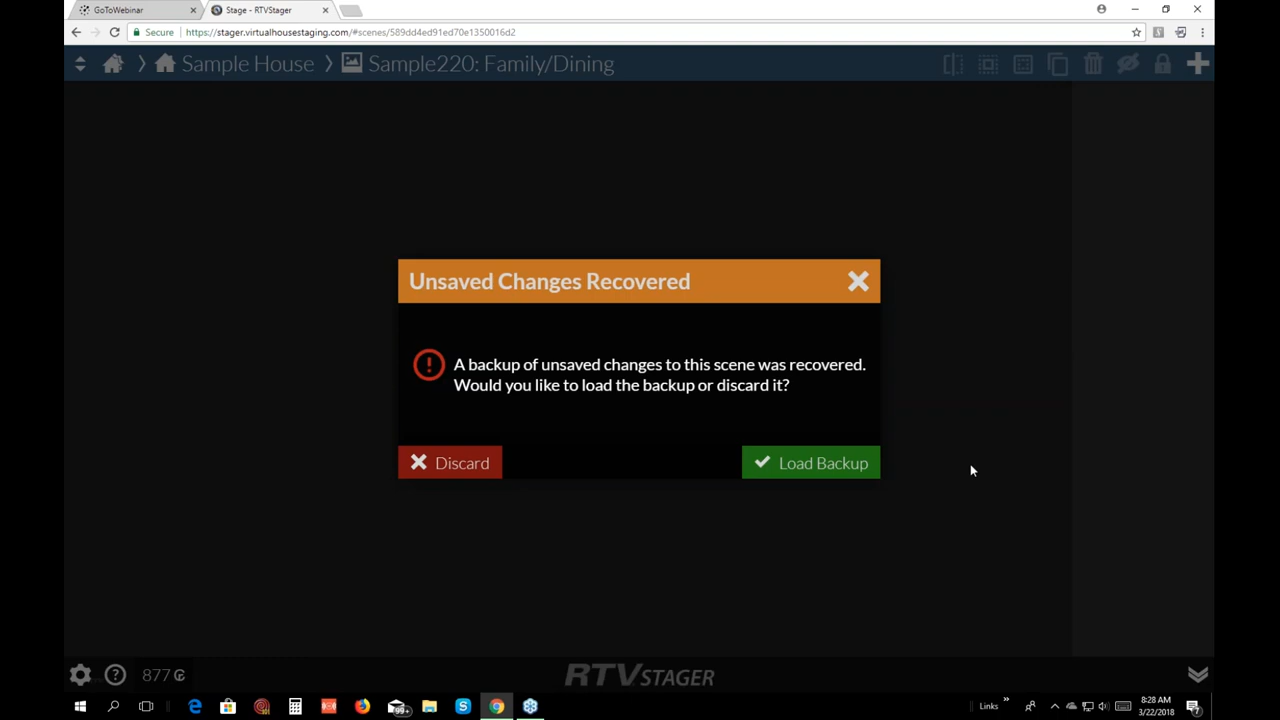 GoToWebinar
Stage - RTVStager
Secure
https://stager.virtualhousestaging.com/#scenes/589dd4ed91ed70e1350016d2
Sample House
Sample220: Family/Dining
Unsaved Changes Recovered
A backup of unsaved changes to this scene was recovered.
Would you like to load the backup or discard it?
Discard
Load Backup
877
RTVSTAGER
99+
Links
8:28 AM
3/22/2018